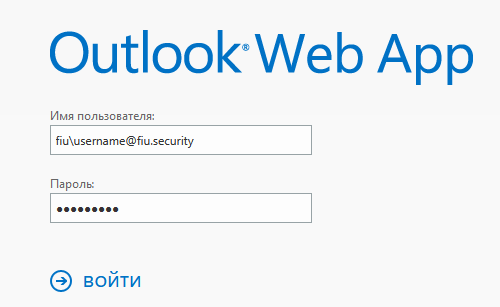 Outlook® Web App
Имя пользователя:
fiu\username@fiu.security
Пароль:
•••••••••
войти